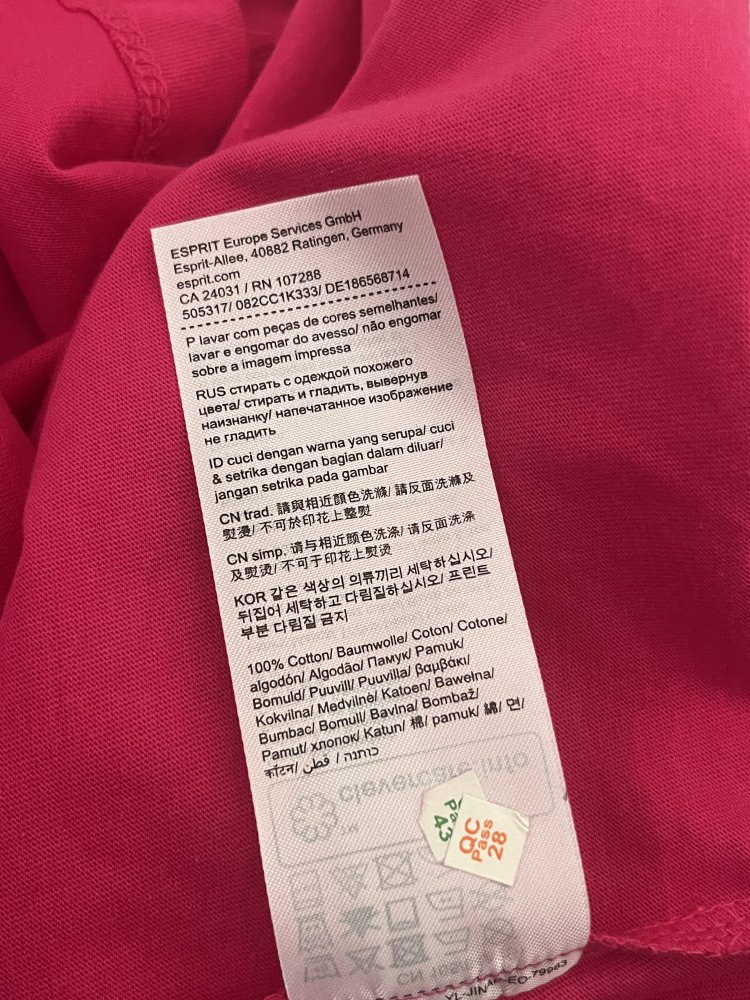 ESPRIT Europe Services GmbH
Esprit-Allee, 40882 Ratingen, Germany
esprit.com
CA 24031 / RN 107288
505317/ 082CC1K333/ DE186568714
P lavar com peças de cores semelhantes/
lavar e engomar do avesso/ não engomar
sobre a imagem impressa
RUS стирать с одеждой похожего
цвета/ стирать и гладить, вывернув
наизнанку/ напечатанное изображение
не гладить
ID cuci dengan warna yang serupa/ cuci
& setrika dengan bagian dalam diluar/
jangan setrika pada gambar
CN trad. 請與相近顏色洗滌/ 請反面洗滌及
熨燙/ 不可於印花上整熨
CN simp. 请与相近颜色洗涤/ 请反面洗涤
及熨烫/ 不可于印花上熨烫
KOR 같은 색상의 의류끼리 세탁하십시오/
뒤집어 세탁하고 다림질하십시오/ 프린트
부분 다림질 금지
100% Cotton/ Baumwolle/ Coton/ Cotone/
algodón/ Algodão/ Памук/ Pamuk/
Bomuld/ Puuvill/ Puuvilla/ βαμβάκι/
Kokvilna/ Medvilnė/ Katoen/ Bawełna/
Bumbac/ Bomull/ Bavlna/ Bombaž/
Pamut/ хлопок/ Katun/ 棉/ pamuk/ 綿/ 면/
कॉटन/ قطن / כותנה
clevercare.info
TM
43
QC
Pass
28